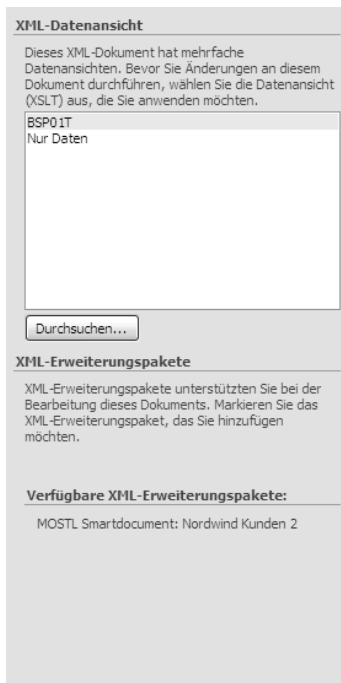 XML-Datenansicht
Dieses XML-Dokument hat mehrfache
Datenansichten. Bevor Sie Änderungen an diesem
Dokument durchführen, wählen Sie die Datenansicht
(XSLT) aus, die Sie anwenden möchten.
BSP01T
Nur Daten
Durchsuchen...
XML-Erweiterungspakete
XML-Erweiterungspakete unterstützten Sie bei der
Bearbeitung dieses Dokuments. Markieren Sie das
XML-Erweiterungspaket, das Sie hinzufügen
möchten.
Verfügbare XML-Erweiterungspakete:
MOSTL Smartdocument: Nordwind Kunden 2